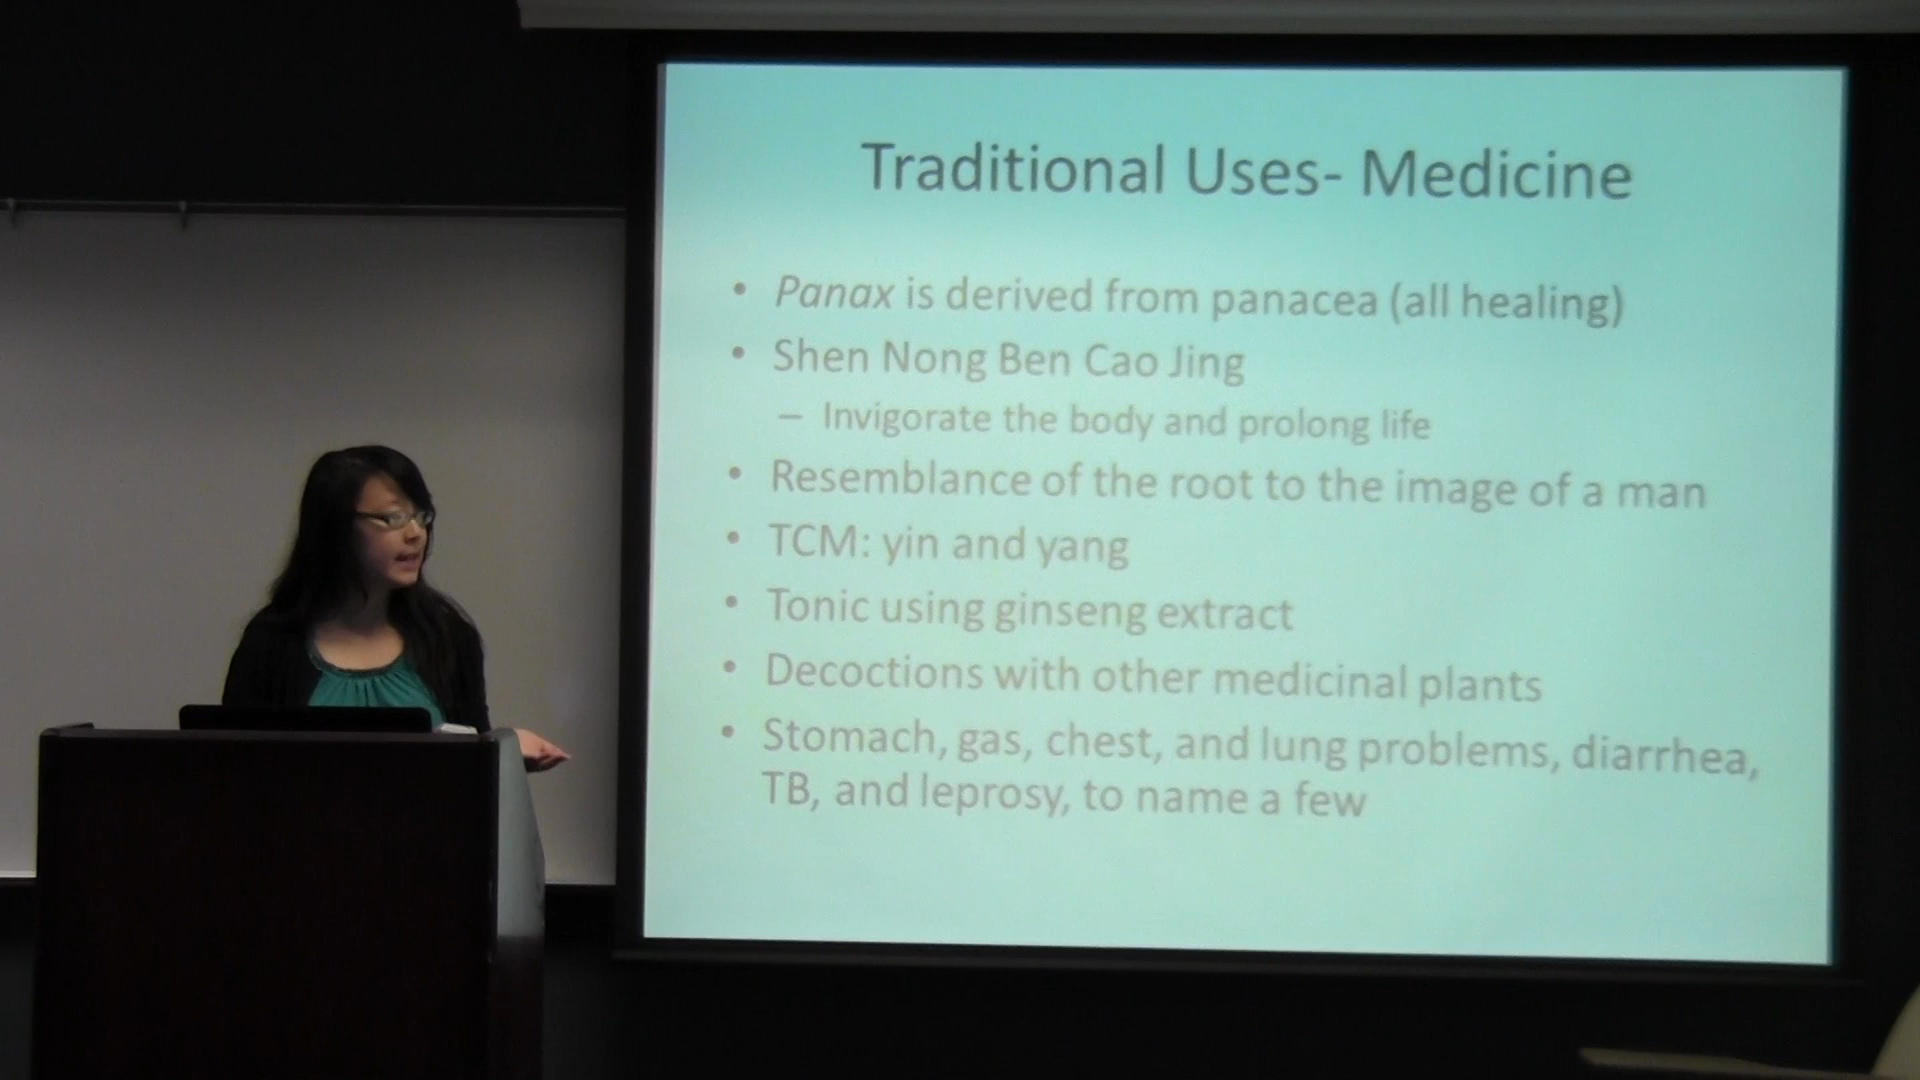 Traditional Uses- Medicine
• Panax is derived from panacea (all healing)
• Shen Nong Ben Cao Jing
– Invigorate the body and prolong life
• Resemblance of the root to the image of a man
• TCM: yin and yang
• Tonic using ginseng extract
• Decoctions with other medicinal plants
• Stomach, gas, chest, and lung problems, diarrhea,
TB, and leprosy, to name a few